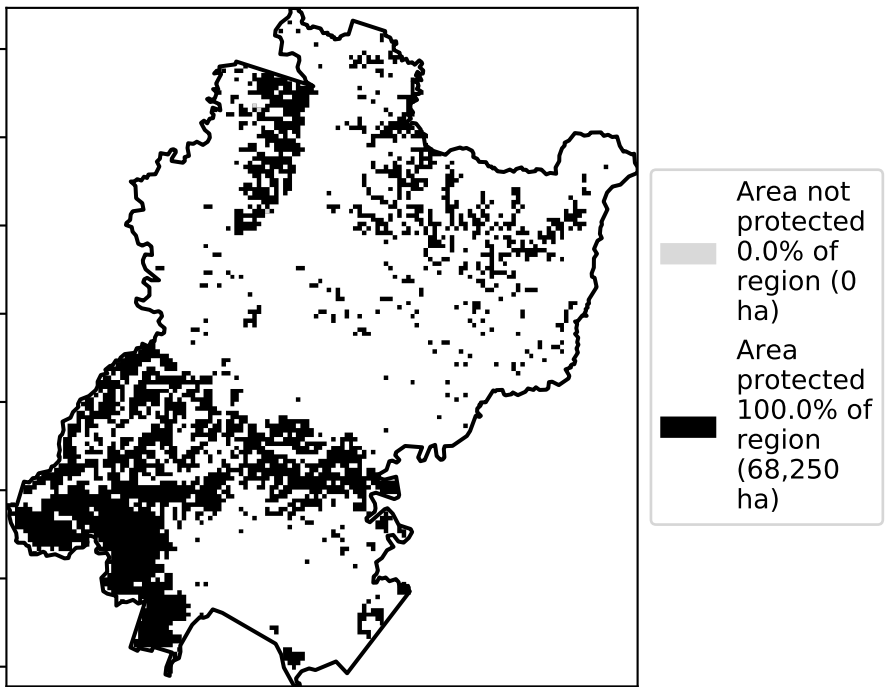 Area not
protected
0.0% of
region (0
ha)
Area
protected
100.0% of
region
(68,250
ha)